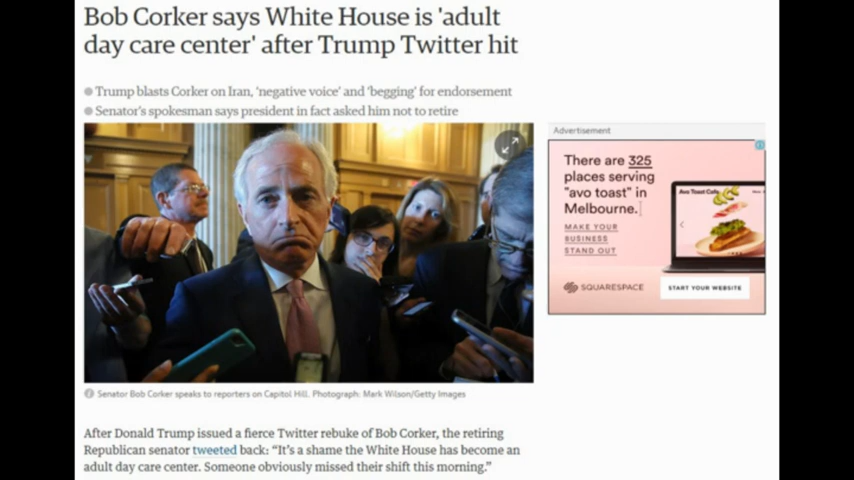 Bob Corker says White House is 'adult
day care center' after Trump Twitter hit
Trump blasts Corker on Iran, 'negative voice' and 'begging' for endorsement
Senator's spokesman says president in fact asked him not to retire
Senator Bob Corker speaks to reporters on Capitol Hill. Photograph: Mark Wilson/Getty Images
After Donald Trump issued a fierce Twitter rebuke of Bob Corker, the retiring
Republican senator tweeted back: “It's a shame the White House has become an
adult day care center. Someone obviously missed their shift this morning.”
Advertisement
There are 325
places serving
"avo toast" in
Melbourne.
MAKE YOUR
BUSINESS
STAND OUT
Avo Toast Cafe
SQUARESPACE
START YOUR WEBSITE